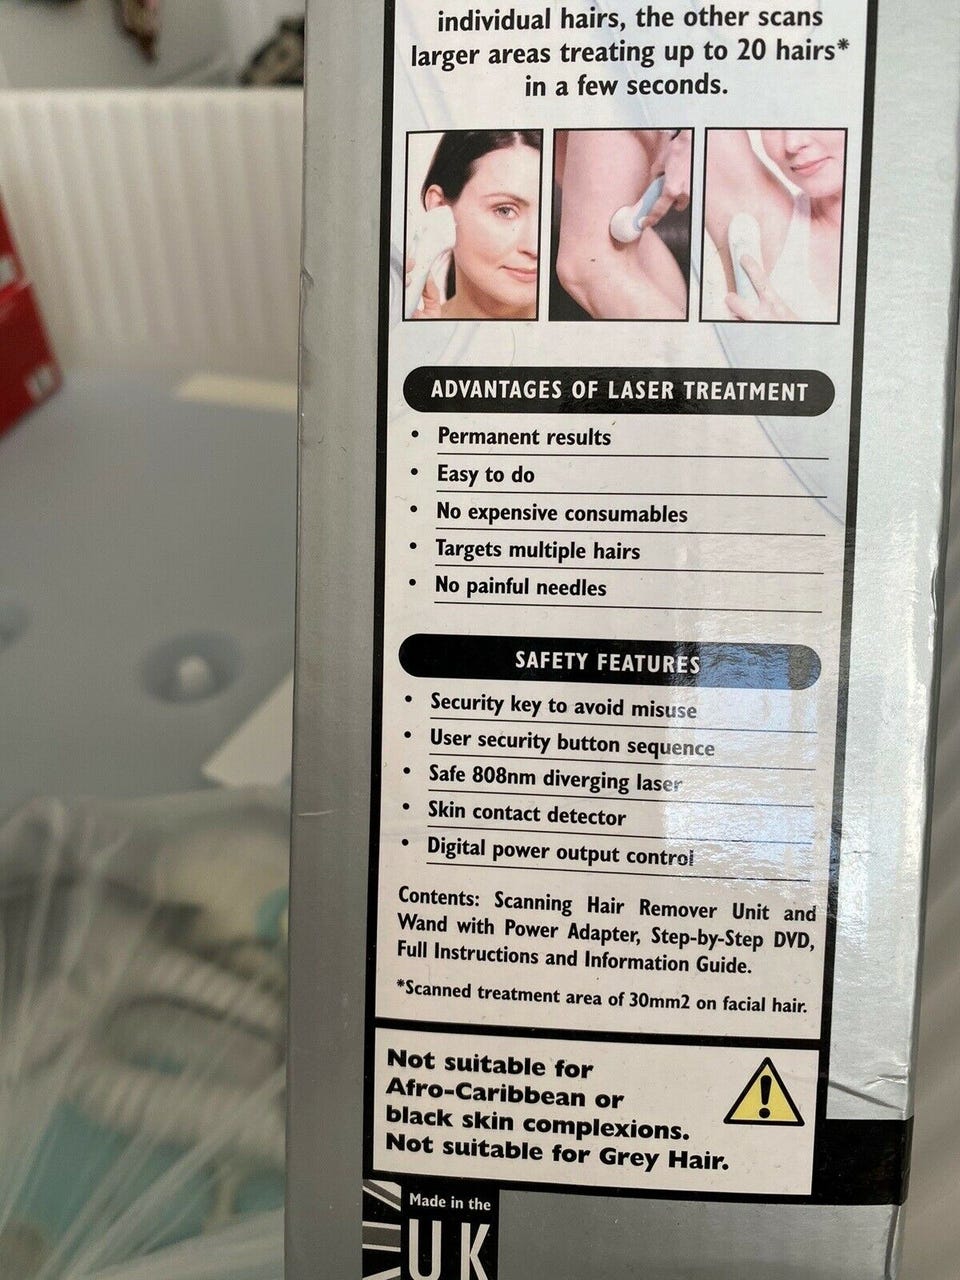 individual hairs, the other scans
larger areas treating up to 20 hairs*
in a few seconds.
ADVANTAGES OF LASER TREATMENT
• Permanent results
• Easy to do
• No expensive consumables
• Targets multiple hairs
• No painful needles
SAFETY FEATURES
• Security key to avoid misuse
• User security button sequence
• Safe 808nm diverging laser
• Skin contact detector
• Digital power output control
Contents: Scanning Hair Remover Unit and
Wand with Power Adapter, Step-by-Step DVD,
Full Instructions and Information Guide.
*Scanned treatment area of 30mm2 on facial hair.
Not suitable for
Afro-Caribbean or
black skin complexions.
Not suitable for Grey Hair.
Made in the
UK